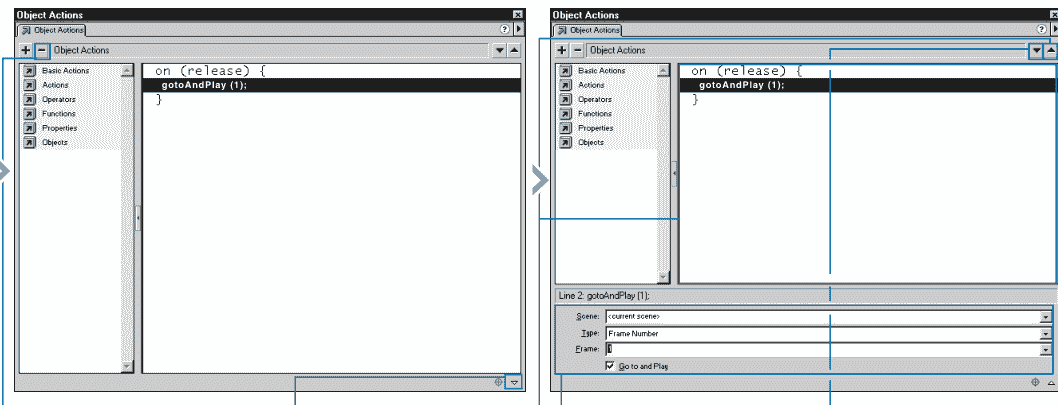 Object Actions
Object Actions
+ - Object Actions
Basic Actions
Actions
Operators
Functions
Properties
Objects
on (release) {
gotoAndPlay (1);
}
Object Actions
Object Actions
+ - Object Actions
Basic Actions
Actions
Operators
Functions
Properties
Objects
on (release) {
gotoAndPlay (1);
}
Line 2: gotoAndPlay (1);
Scene: <current scene>
Type: Frame Number
Frame: 1
Go to and Play